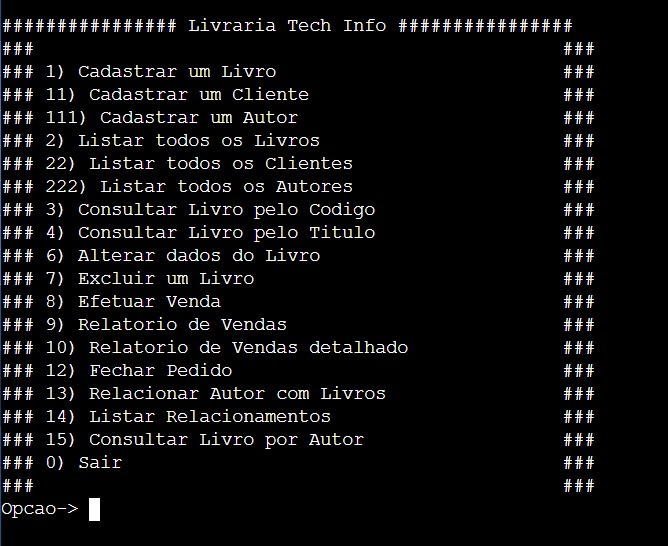 ################ Livraria Tech Info ################
### ###
### 1) Cadastrar um Livro ###
### 11) Cadastrar um Cliente ###
### 111) Cadastrar um Autor ###
### 2) Listar todos os Livros ###
### 22) Listar todos os Clientes ###
### 222) Listar todos os Autores ###
### 3) Consultar Livro pelo Codigo ###
### 4) Consultar Livro pelo Titulo ###
### 6) Alterar dados do Livro ###
### 7) Excluir um Livro ###
### 8) Efetuar Venda ###
### 9) Relatorio de Vendas ###
### 10) Relatorio de Vendas detalhado ###
### 12) Fechar Pedido ###
### 13) Relacionar Autor com Livros ###
### 14) Listar Relacionamentos ###
### 15) Consultar Livro por Autor ###
### 0) Sair ###
### ###
Opcao->